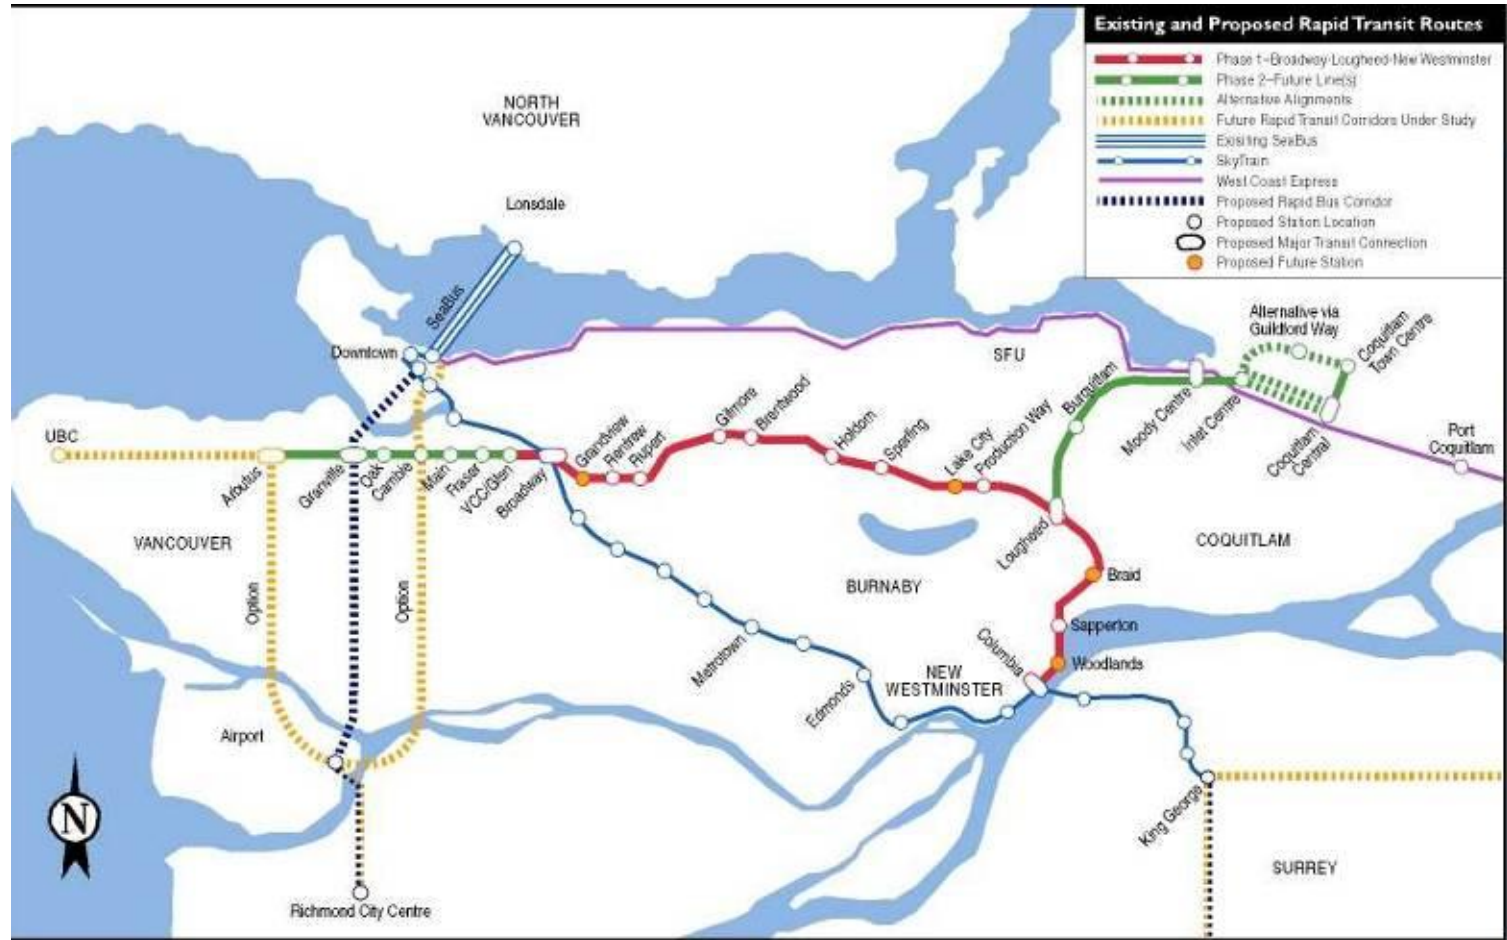 Existing and Proposed Rapid Transit Routes
Phase 1–Broadway-Lougheed-New Westminster
Phase 2–Future Line(s)
Alternative Alignments
Future Rapid Transit Corridors Under Study
Exisiting SeaBus
SkyTrain
West Coast Express
Proposed Rapid Bus Corridor
Proposed Station Location
Proposed Major Transit Connection
Proposed Future Station
NORTH
VANCOUVER
Lonsdale
SeaBus
Downtown
SFU
Alternative via
Guildford Way
Coquitlam
Town Centre
UBC
Arbutus
Granville
Oak
Cambie
Main
Fraser
VCC/Glen
Broadway
Grandview
Renfrew
Rupert
Gilmore
Brentwood
Holdom
Sperling
Lake City
Production Way
Lougheed
Burquitlam
Moody Centre
Inlet Centre
Coquitlam
Central
Port
Coquitlam
VANCOUVER
BURNABY
COQUITLAM
Option
Option
Braid
Sapperton
Woodlands
Columbia
NEW
WESTMINSTER
Metrotown
Edmonds
Airport
King George
SURREY
Richmond City Centre
N